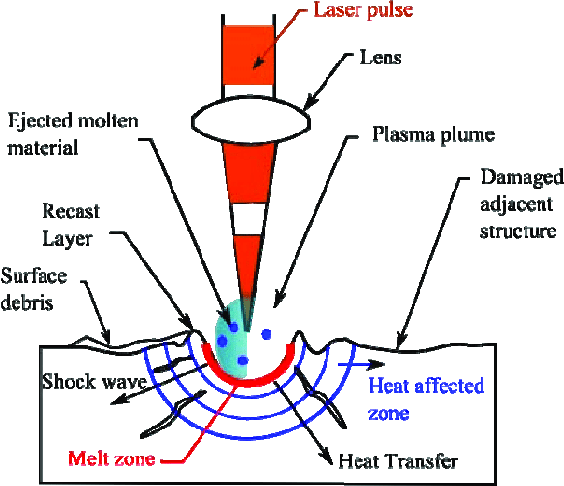 Laser pulse
Lens
Ejected molten
material
Plasma plume
Damaged
adjacent
structure
Recast
Layer
Surface
debris
Shock wave
Heat affected
zone
Melt zone
Heat Transfer